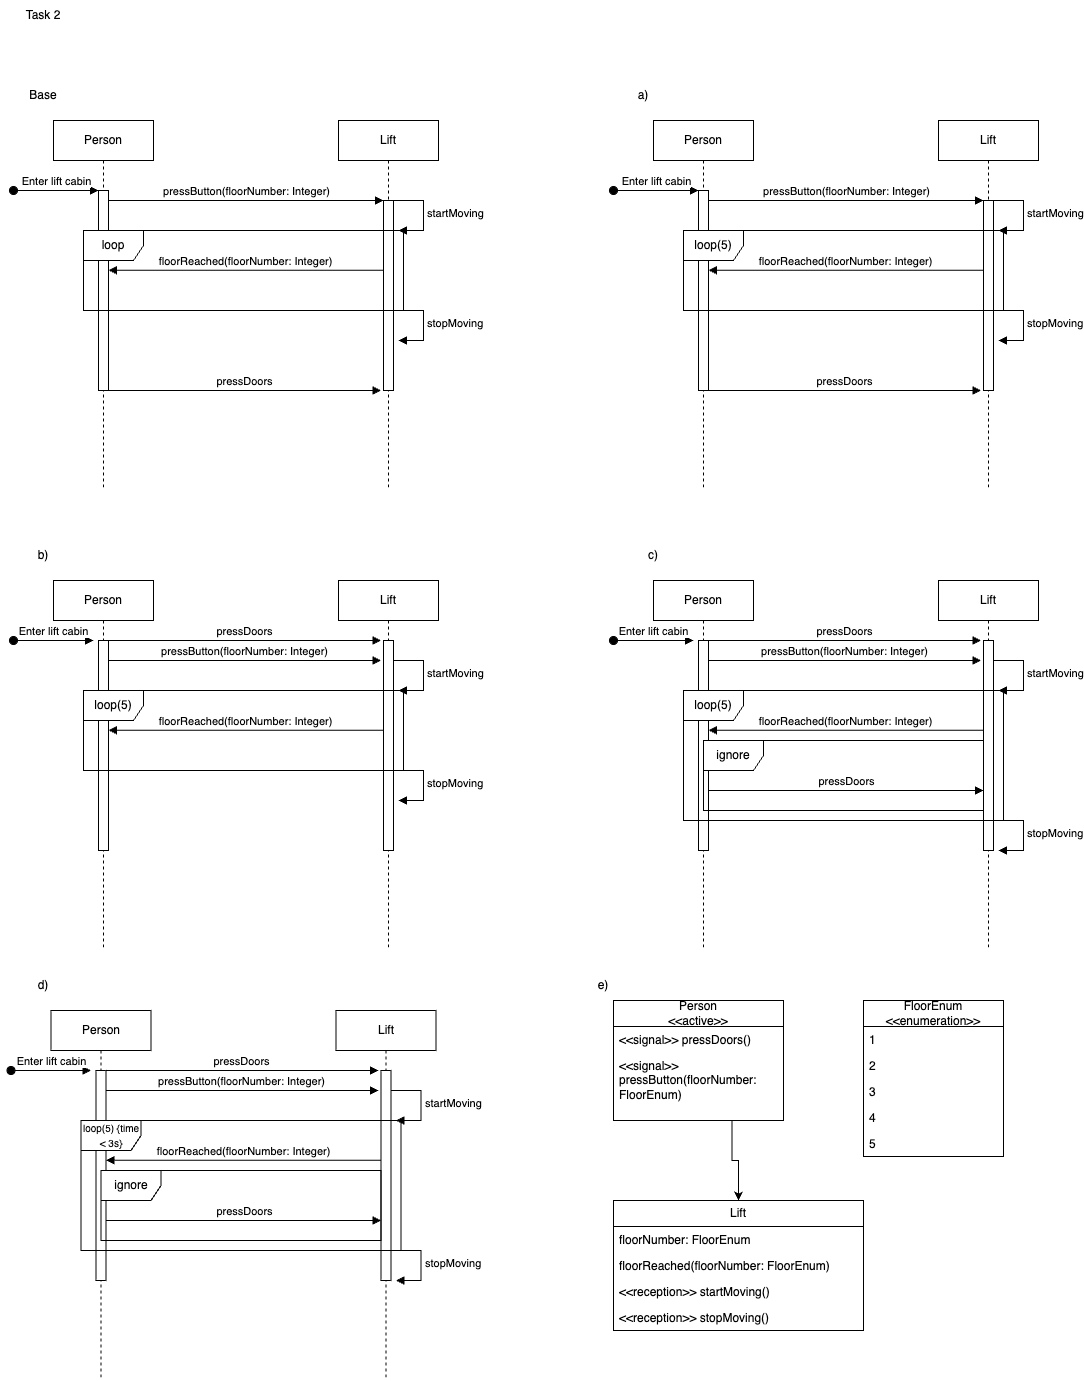 Task 2
Base
Person
Lift
Enter lift cabin
pressButton(floorNumber: Integer)
startMoving
loop
floorReached(floorNumber: Integer)
stopMoving
pressDoors
a)
Person
Lift
Enter lift cabin
pressButton(floorNumber: Integer)
startMoving
loop(5)
floorReached(floorNumber: Integer)
stopMoving
pressDoors
b)
Person
Lift
Enter lift cabin
pressDoors
pressButton(floorNumber: Integer)
startMoving
loop(5)
floorReached(floorNumber: Integer)
stopMoving
c)
Person
Lift
Enter lift cabin
pressDoors
pressButton(floorNumber: Integer)
startMoving
loop(5)
floorReached(floorNumber: Integer)
ignore
pressDoors
stopMoving
d)
Person
Lift
Enter lift cabin
pressDoors
pressButton(floorNumber: Integer)
startMoving
loop(5) {time
< 3s}
floorReached(floorNumber: Integer)
ignore
pressDoors
stopMoving
e)
Person
<<active>>
<<signal>> pressDoors()
<<signal>>
pressButton(floorNumber:
FloorEnum)
FloorEnum
<<enumeration>>
1
2
3
4
5
Lift
floorNumber: FloorEnum
floorReached(floorNumber: FloorEnum)
<<reception>> startMoving()
<<reception>> stopMoving()